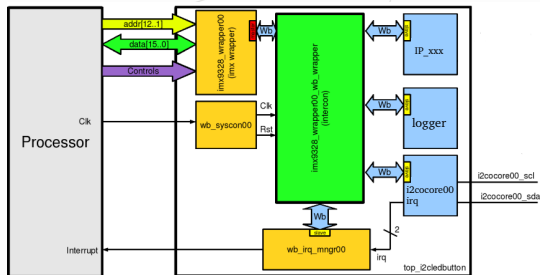 addr[12..1]
data[15..0]
Controls
Clk
Processor
Interrupt
imx9328_wrapper00
(imx wrapper)
Wb
wb_syscon00
Clk
Rst
imx9328_wrapper00_wb_wrapper
(intercon)
Wb
IP_xxx
Wb
logger
Wb
i2cocore00
irq
i2cocore00_scl
i2cocore00_sda
Wb
slave
wb_irq_mngr00
irq
2
top_i2cledbutton